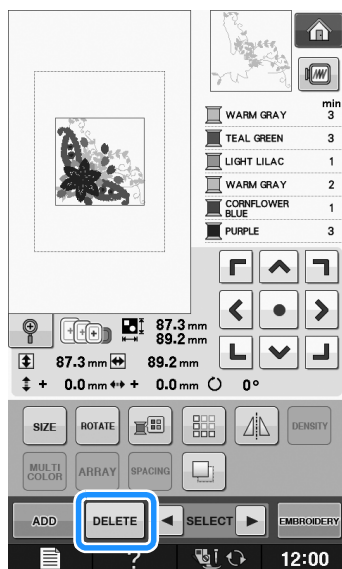 min
WARM GRAY 3
TEAL GREEN 3
LIGHT LILAC 1
WARM GRAY 2
CORNFLOWER
BLUE 1
PURPLE 3
87.3 mm
89.2 mm
87.3 mm 89.2 mm
+ 0.0 mm + 0.0 mm 0°
SIZE ROTATE DENSITY
MULTI
COLOR ARRAY SPACING
ADD DELETE SELECT EMBROIDERY
? 12:00